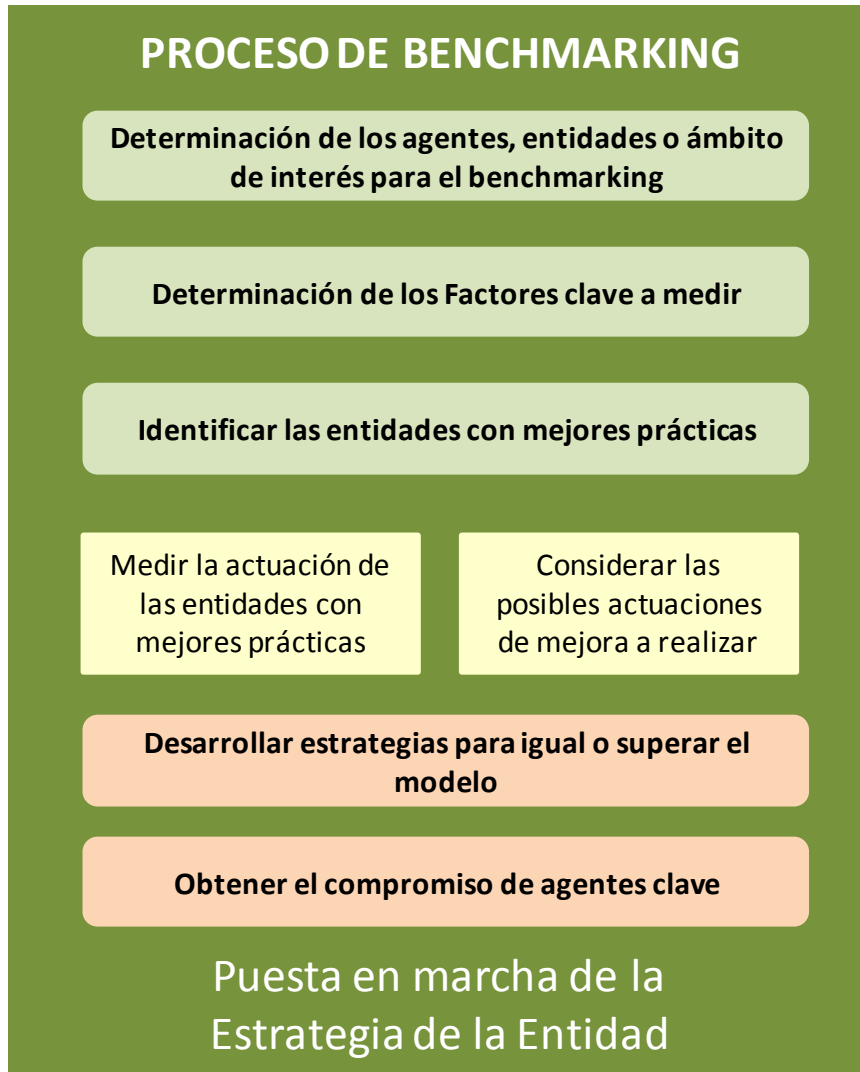 PROCESO DE BENCHMARKING
Determinación de los agentes, entidades o ámbito
de interés para el benchmarking
Determinación de los Factores clave a medir
Identificar las entidades con mejores prácticas
Medir la actuación de
las entidades con
mejores prácticas
Considerar las
posibles actuaciones
de mejora a realizar
Desarrollar estrategias para igual o superar el
modelo
Obtener el compromiso de agentes clave
Puesta en marcha de la
Estrategia de la Entidad